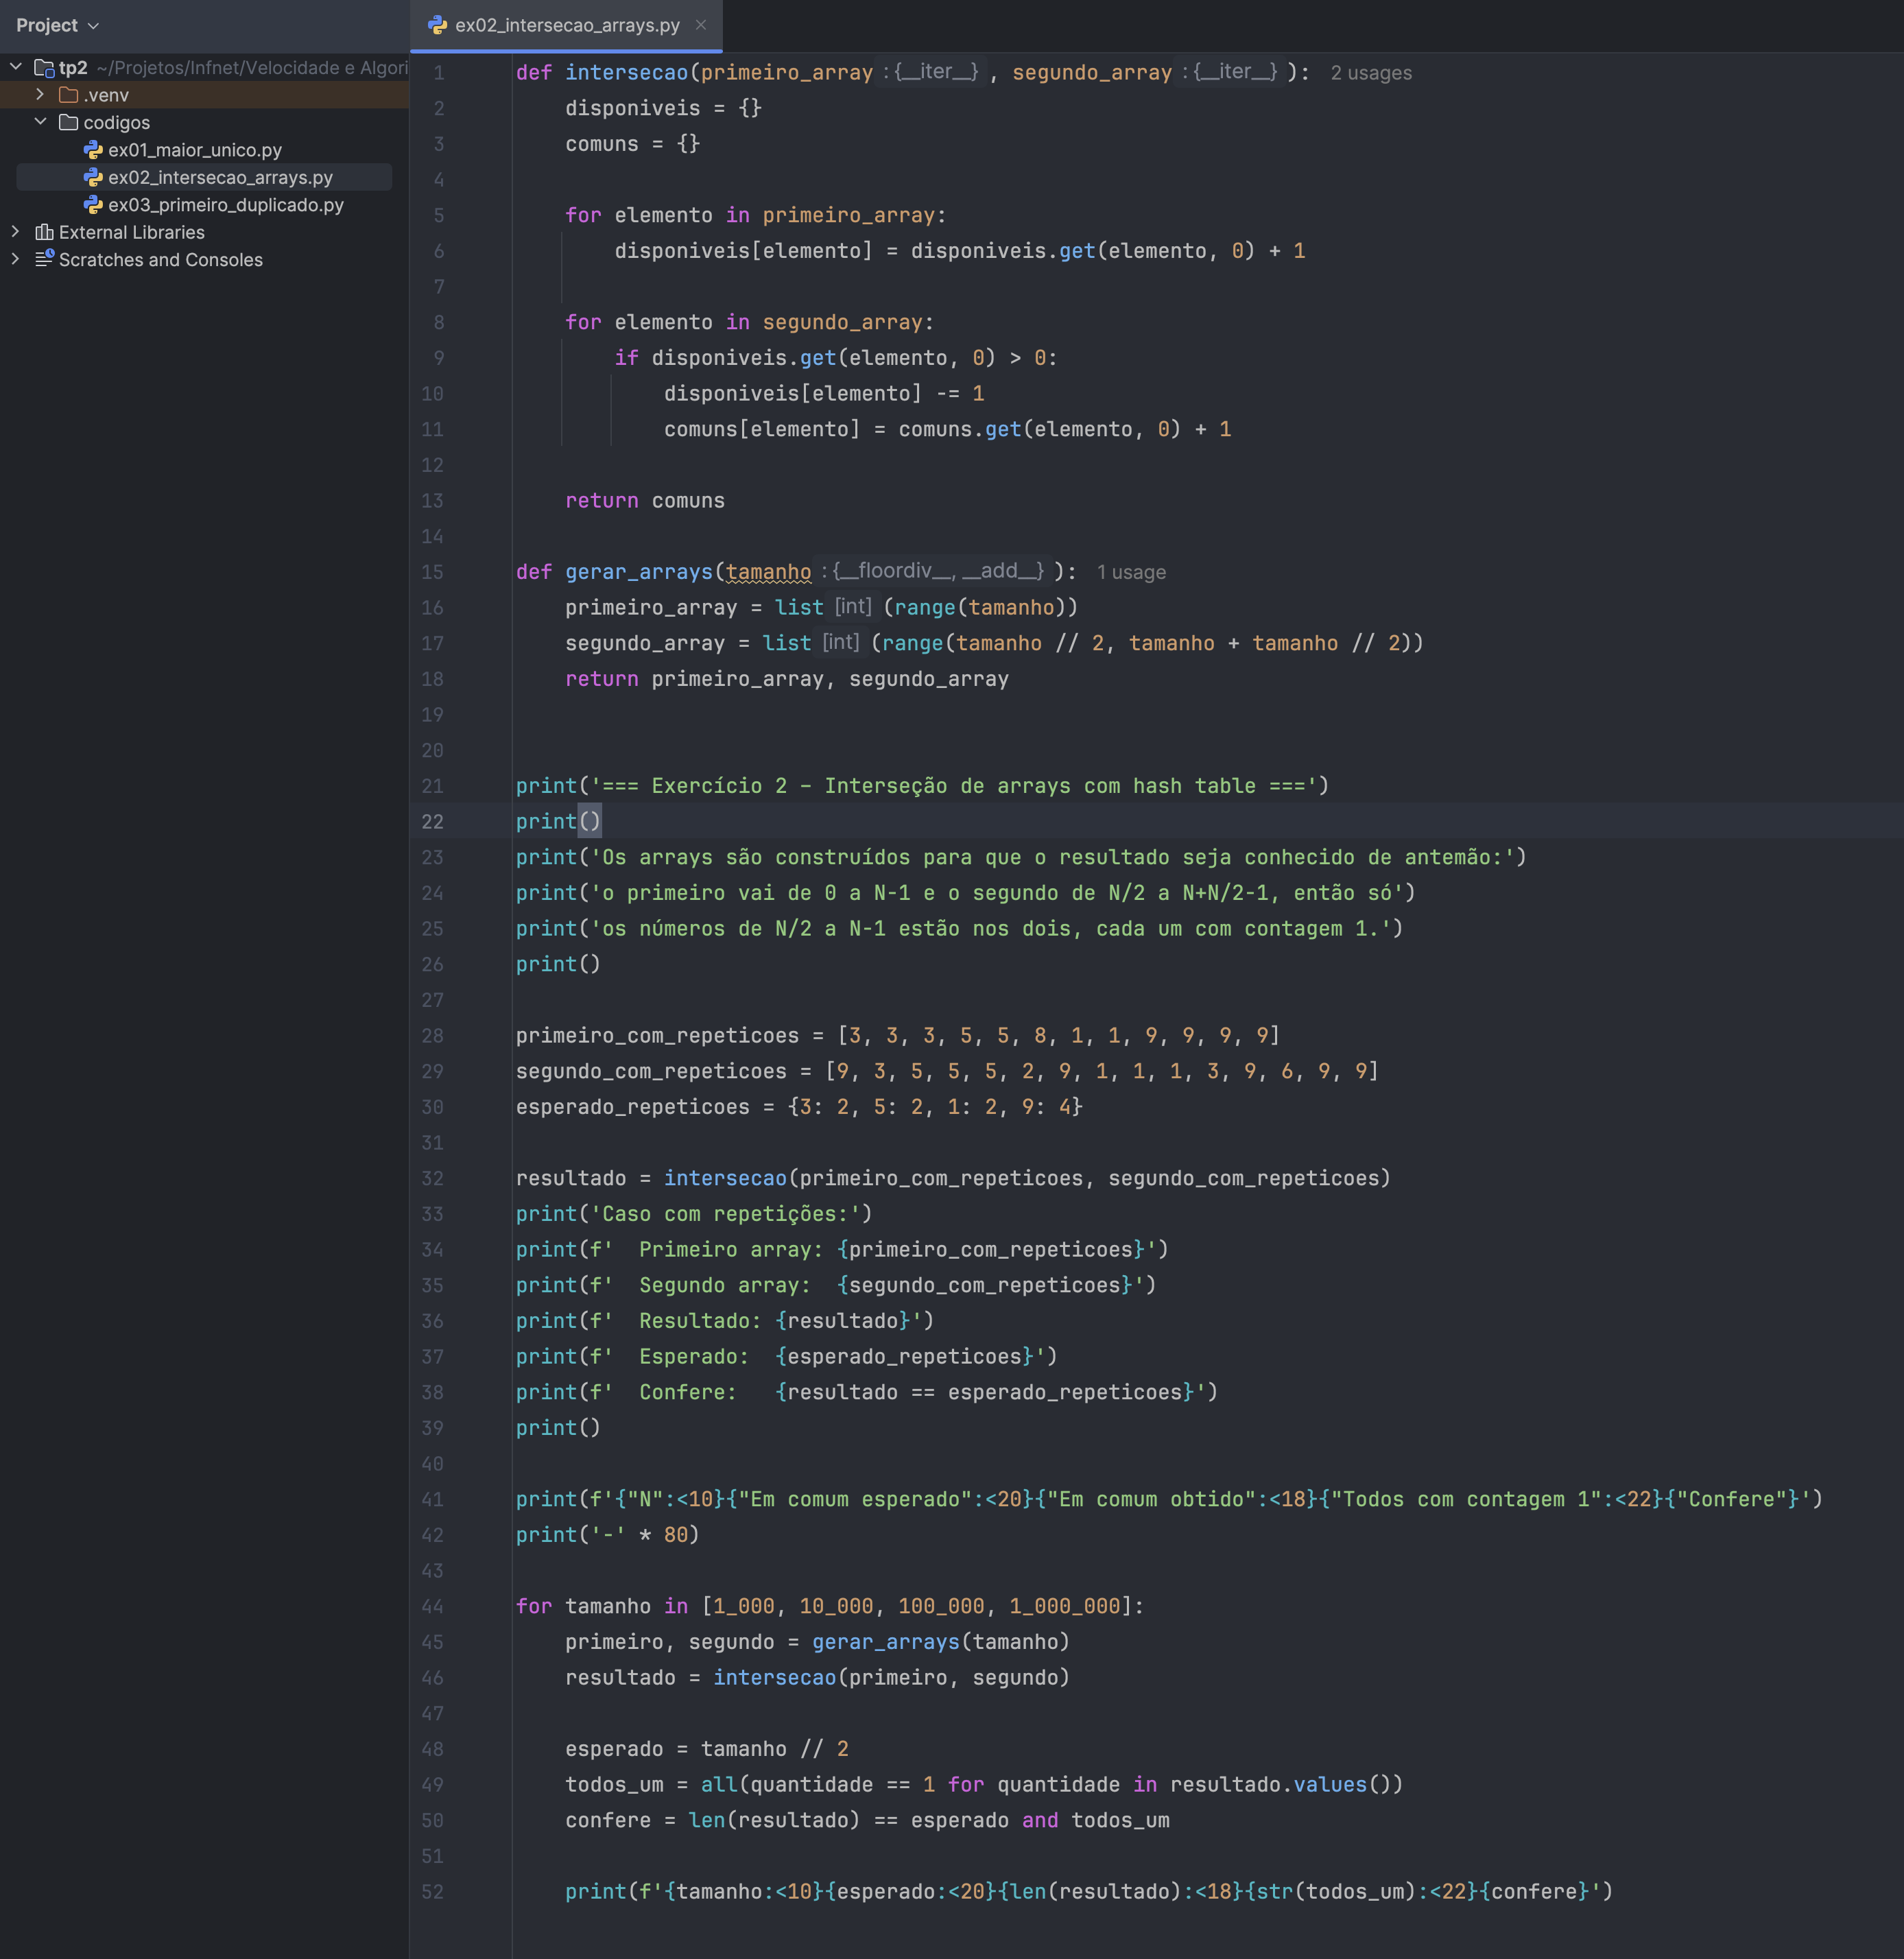 Project
tp2 ~/Projetos/Infnet/Velocidade e Algori
.venv
codigos
ex01_maior_unico.py
ex02_intersecao_arrays.py
ex03_primeiro_duplicado.py
External Libraries
Scratches and Consoles
ex02_intersecao_arrays.py
1 def intersecao(primeiro_array : {__iter__} , segundo_array : {__iter__} ): 2 usages
2     disponiveis = {}
3     comuns = {}
4
5     for elemento in primeiro_array:
6         disponiveis[elemento] = disponiveis.get(elemento, 0) + 1
7
8     for elemento in segundo_array:
9         if disponiveis.get(elemento, 0) > 0:
10             disponiveis[elemento] -= 1
11             comuns[elemento] = comuns.get(elemento, 0) + 1
12
13     return comuns
14
15 def gerar_arrays(tamanho : {__floordiv__, __add__} ): 1 usage
16     primeiro_array = list [int] (range(tamanho))
17     segundo_array = list [int] (range(tamanho // 2, tamanho + tamanho // 2))
18     return primeiro_array, segundo_array
19
20
21 print('=== Exercício 2 - Interseção de arrays com hash table ===')
22 print()
23 print('Os arrays são construídos para que o resultado seja conhecido de antemão:')
24 print('o primeiro vai de 0 a N-1 e o segundo de N/2 a N+N/2-1, então só')
25 print('os números de N/2 a N-1 estão nos dois, cada um com contagem 1.')
26 print()
27
28 primeiro_com_repeticoes = [3, 3, 3, 5, 5, 8, 1, 1, 9, 9, 9, 9]
29 segundo_com_repeticoes = [9, 3, 5, 5, 5, 2, 9, 1, 1, 1, 3, 9, 6, 9, 9]
30 esperado_repeticoes = {3: 2, 5: 2, 1: 2, 9: 4}
31
32 resultado = intersecao(primeiro_com_repeticoes, segundo_com_repeticoes)
33 print('Caso com repetições:')
34 print(f'  Primeiro array: {primeiro_com_repeticoes}')
35 print(f'  Segundo array:  {segundo_com_repeticoes}')
36 print(f'  Resultado: {resultado}')
37 print(f'  Esperado:  {esperado_repeticoes}')
38 print(f'  Confere:   {resultado == esperado_repeticoes}')
39 print()
40
41 print(f'{"N":<10}{"Em comum esperado":<20}{"Em comum obtido":<18}{"Todos com contagem 1":<22}{"Confere"}')
42 print('-' * 80)
43
44 for tamanho in [1_000, 10_000, 100_000, 1_000_000]:
45     primeiro, segundo = gerar_arrays(tamanho)
46     resultado = intersecao(primeiro, segundo)
47
48     esperado = tamanho // 2
49     todos_um = all(quantidade == 1 for quantidade in resultado.values())
50     confere = len(resultado) == esperado and todos_um
51
52     print(f'{tamanho:<10}{esperado:<20}{len(resultado):<18}{str(todos_um):<22}{confere}')